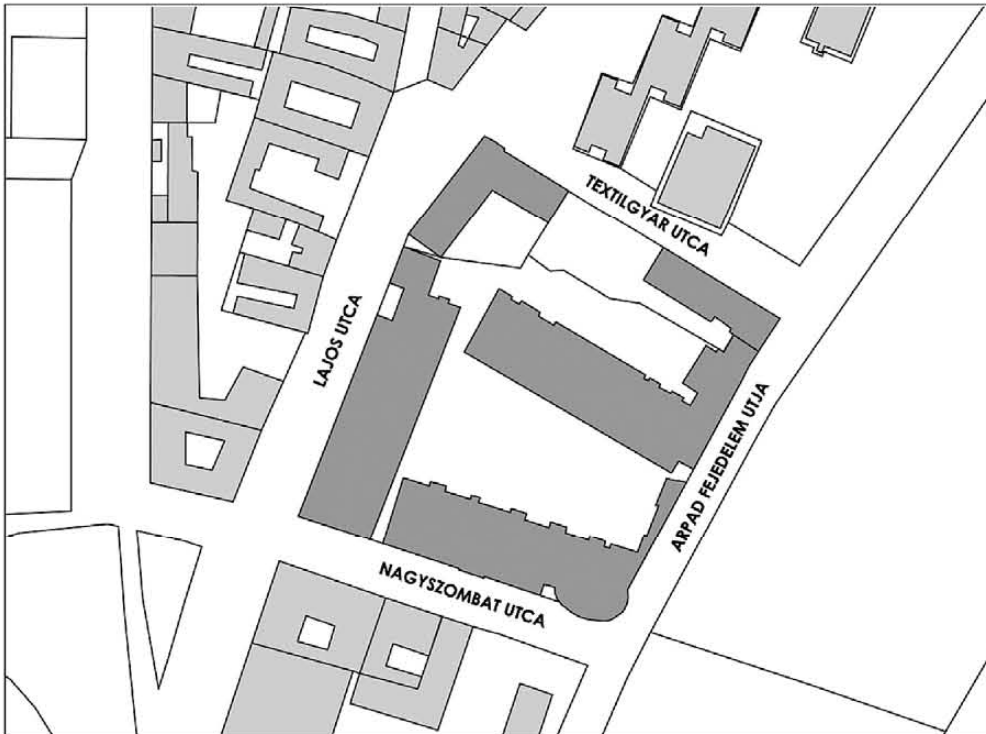 TEXTILGYAR UTCA
LAJOS UTCA
ARPAD FEJEDELEM UTJA
NAGYSZOMBAT UTCA